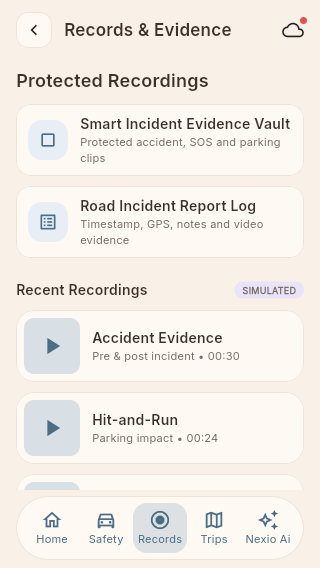 Records & Evidence
Protected Recordings
Smart Incident Evidence Vault
Protected accident, SOS and parking
clips
Road Incident Report Log
Timestamp, GPS, notes and video
evidence
Recent Recordings
SIMULATED
Accident Evidence
Pre & post incident • 00:30
Hit-and-Run
Parking impact • 00:24
Home
Safety
Records
Trips
Nexio Ai